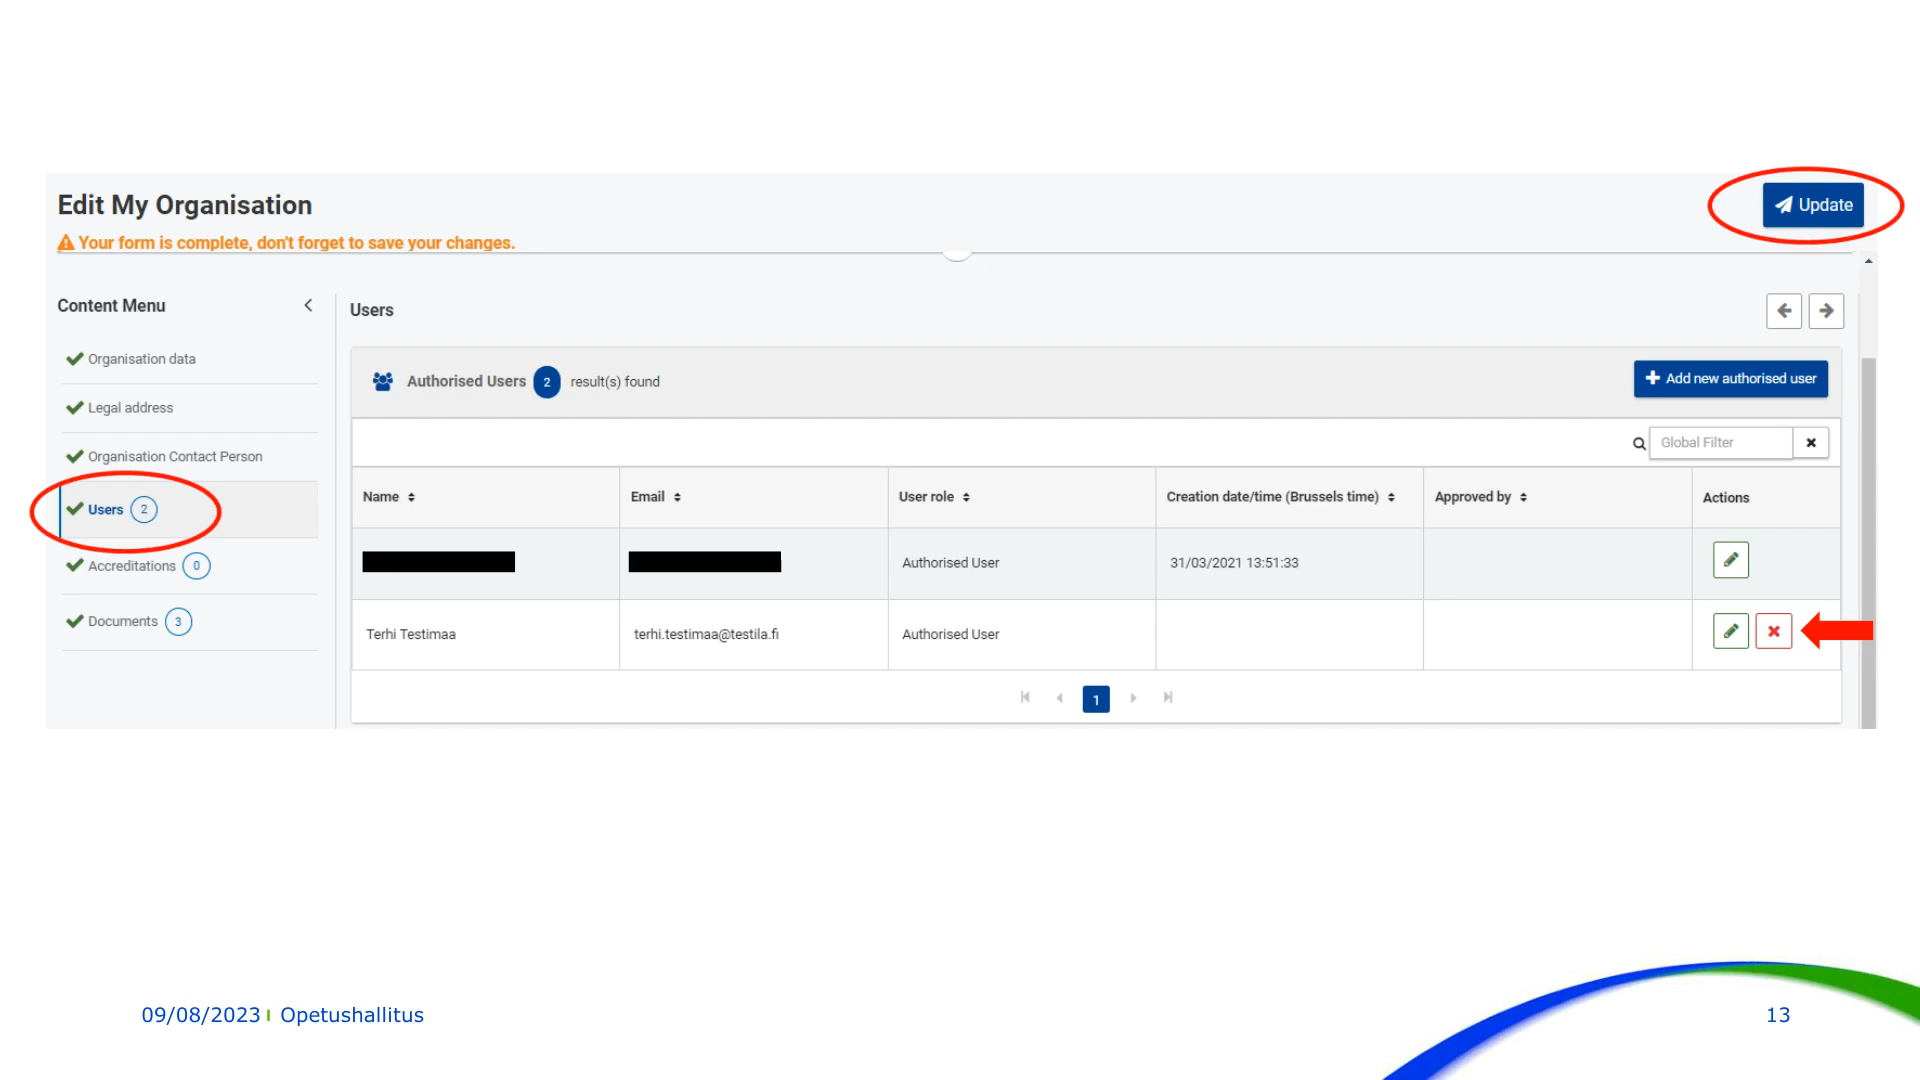 Edit My Organisation
Update
Your form is complete, don't forget to save your changes.
Content Menu
Users
Organisation data
Authorised Users 2 result(s) found
Add new authorised user
Legal address
Global Filter
Organisation Contact Person
Name Email User role Creation date/time (Brussels time) Approved by Actions
Users 2
Accreditations 0
Authorised User 31/03/2021 13:51:33
Documents 3
Terhi Testimaa terhi.testimaa@testila.fi Authorised User
1
09/08/2023 Opetushallitus
13